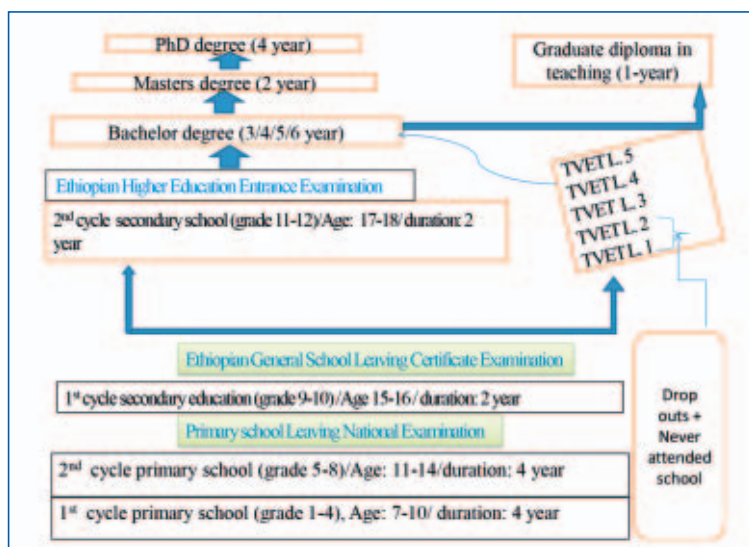 PhD degree (4 year)
Masters degree (2 year)
Bachelor degree (3/4/5/6 year)
Graduate diploma in
teaching (1-year)
TVET L. 5
TVET L. 4
TVET L. 3
TVET L. 2
TVET L. 1
Ethiopian Higher Education Entrance Examination
2nd cycle secondary school (grade 11-12)/Age: 17-18/ duration: 2
year
Ethiopian General School Leaving Certificate Examination
1st cycle secondary education (grade 9-10) /Age 15-16 / duration: 2 year
Primary school Leaving National Examination
2nd cycle primary school (grade 5-8)/Age: 11-14/duration: 4 year
1st cycle primary school (grade 1-4), Age: 7-10/ duration: 4 year
Drop
outs +
Never
attended
school